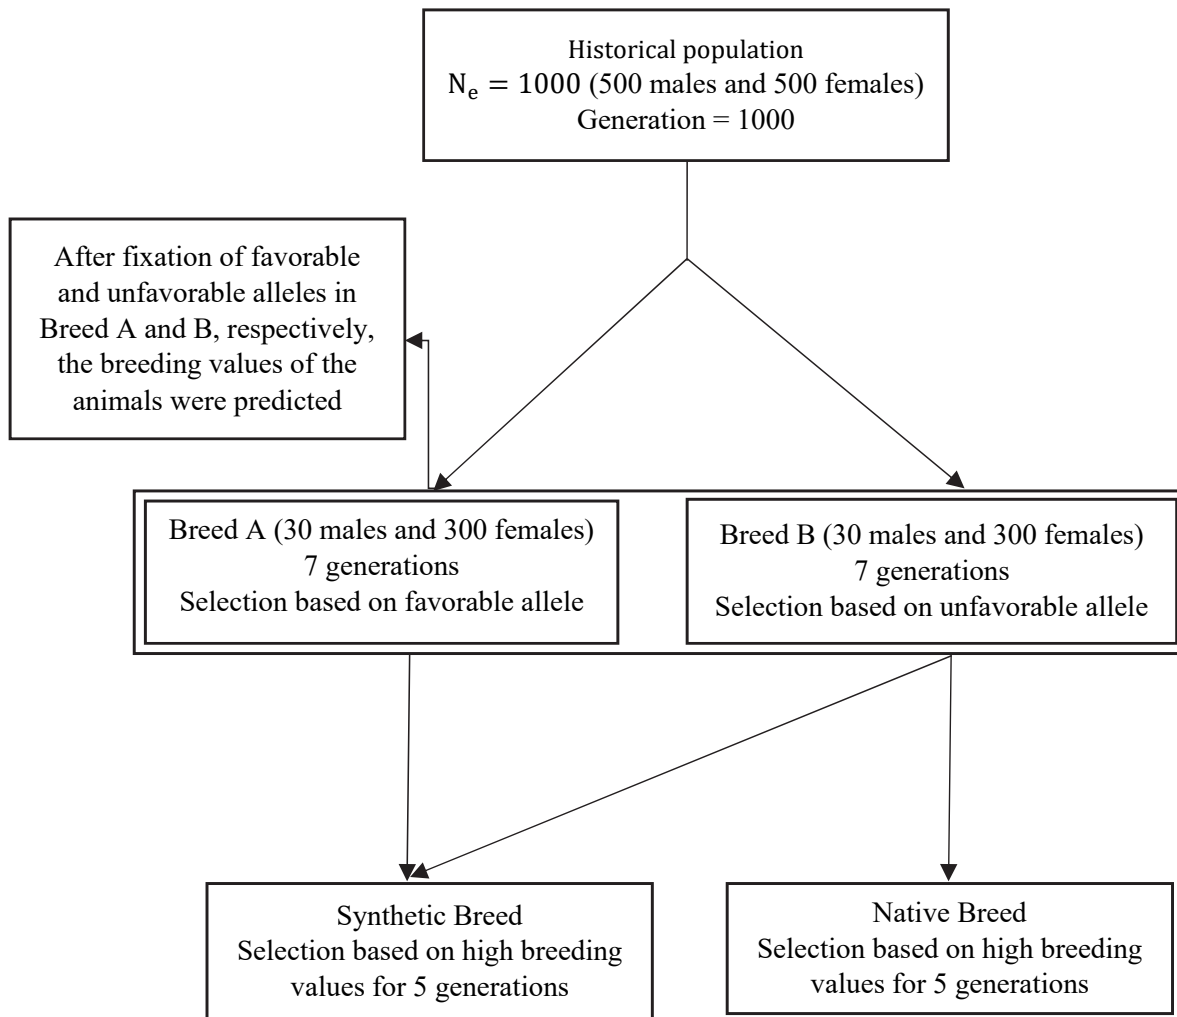 Historical population
Nₑ = 1000 (500 males and 500 females)
Generation = 1000
After fixation of favorable
and unfavorable alleles in
Breed A and B, respectively,
the breeding values of the
animals were predicted
Breed A (30 males and 300 females)
7 generations
Selection based on favorable allele
Breed B (30 males and 300 females)
7 generations
Selection based on unfavorable allele
Synthetic Breed
Selection based on high breeding
values for 5 generations
Native Breed
Selection based on high breeding
values for 5 generations